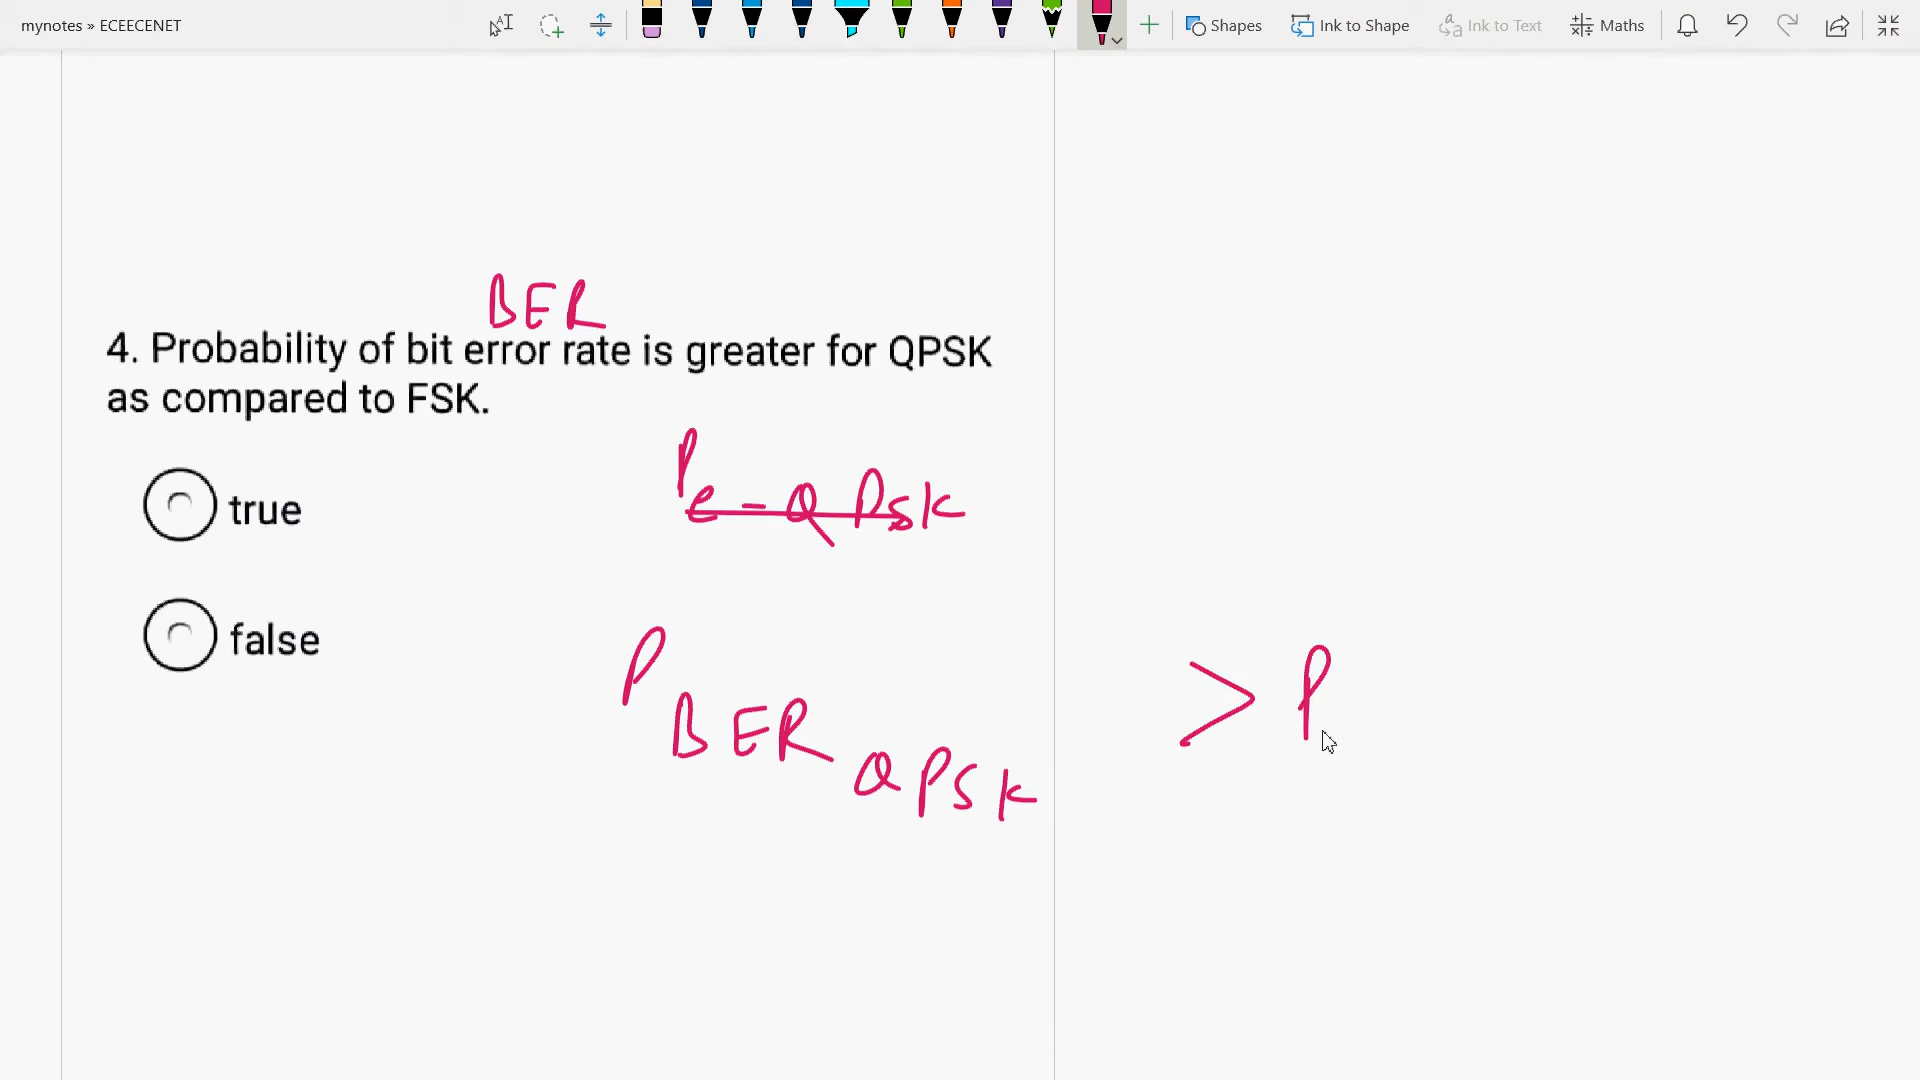 mynotes » ECEECENET
Shapes
Ink to Shape
Ink to Text
Maths
BER
4. Probability of bit error rate is greater for QPSK
as compared to FSK.
Pe-QPSK
true
false
P BER QPSK > P